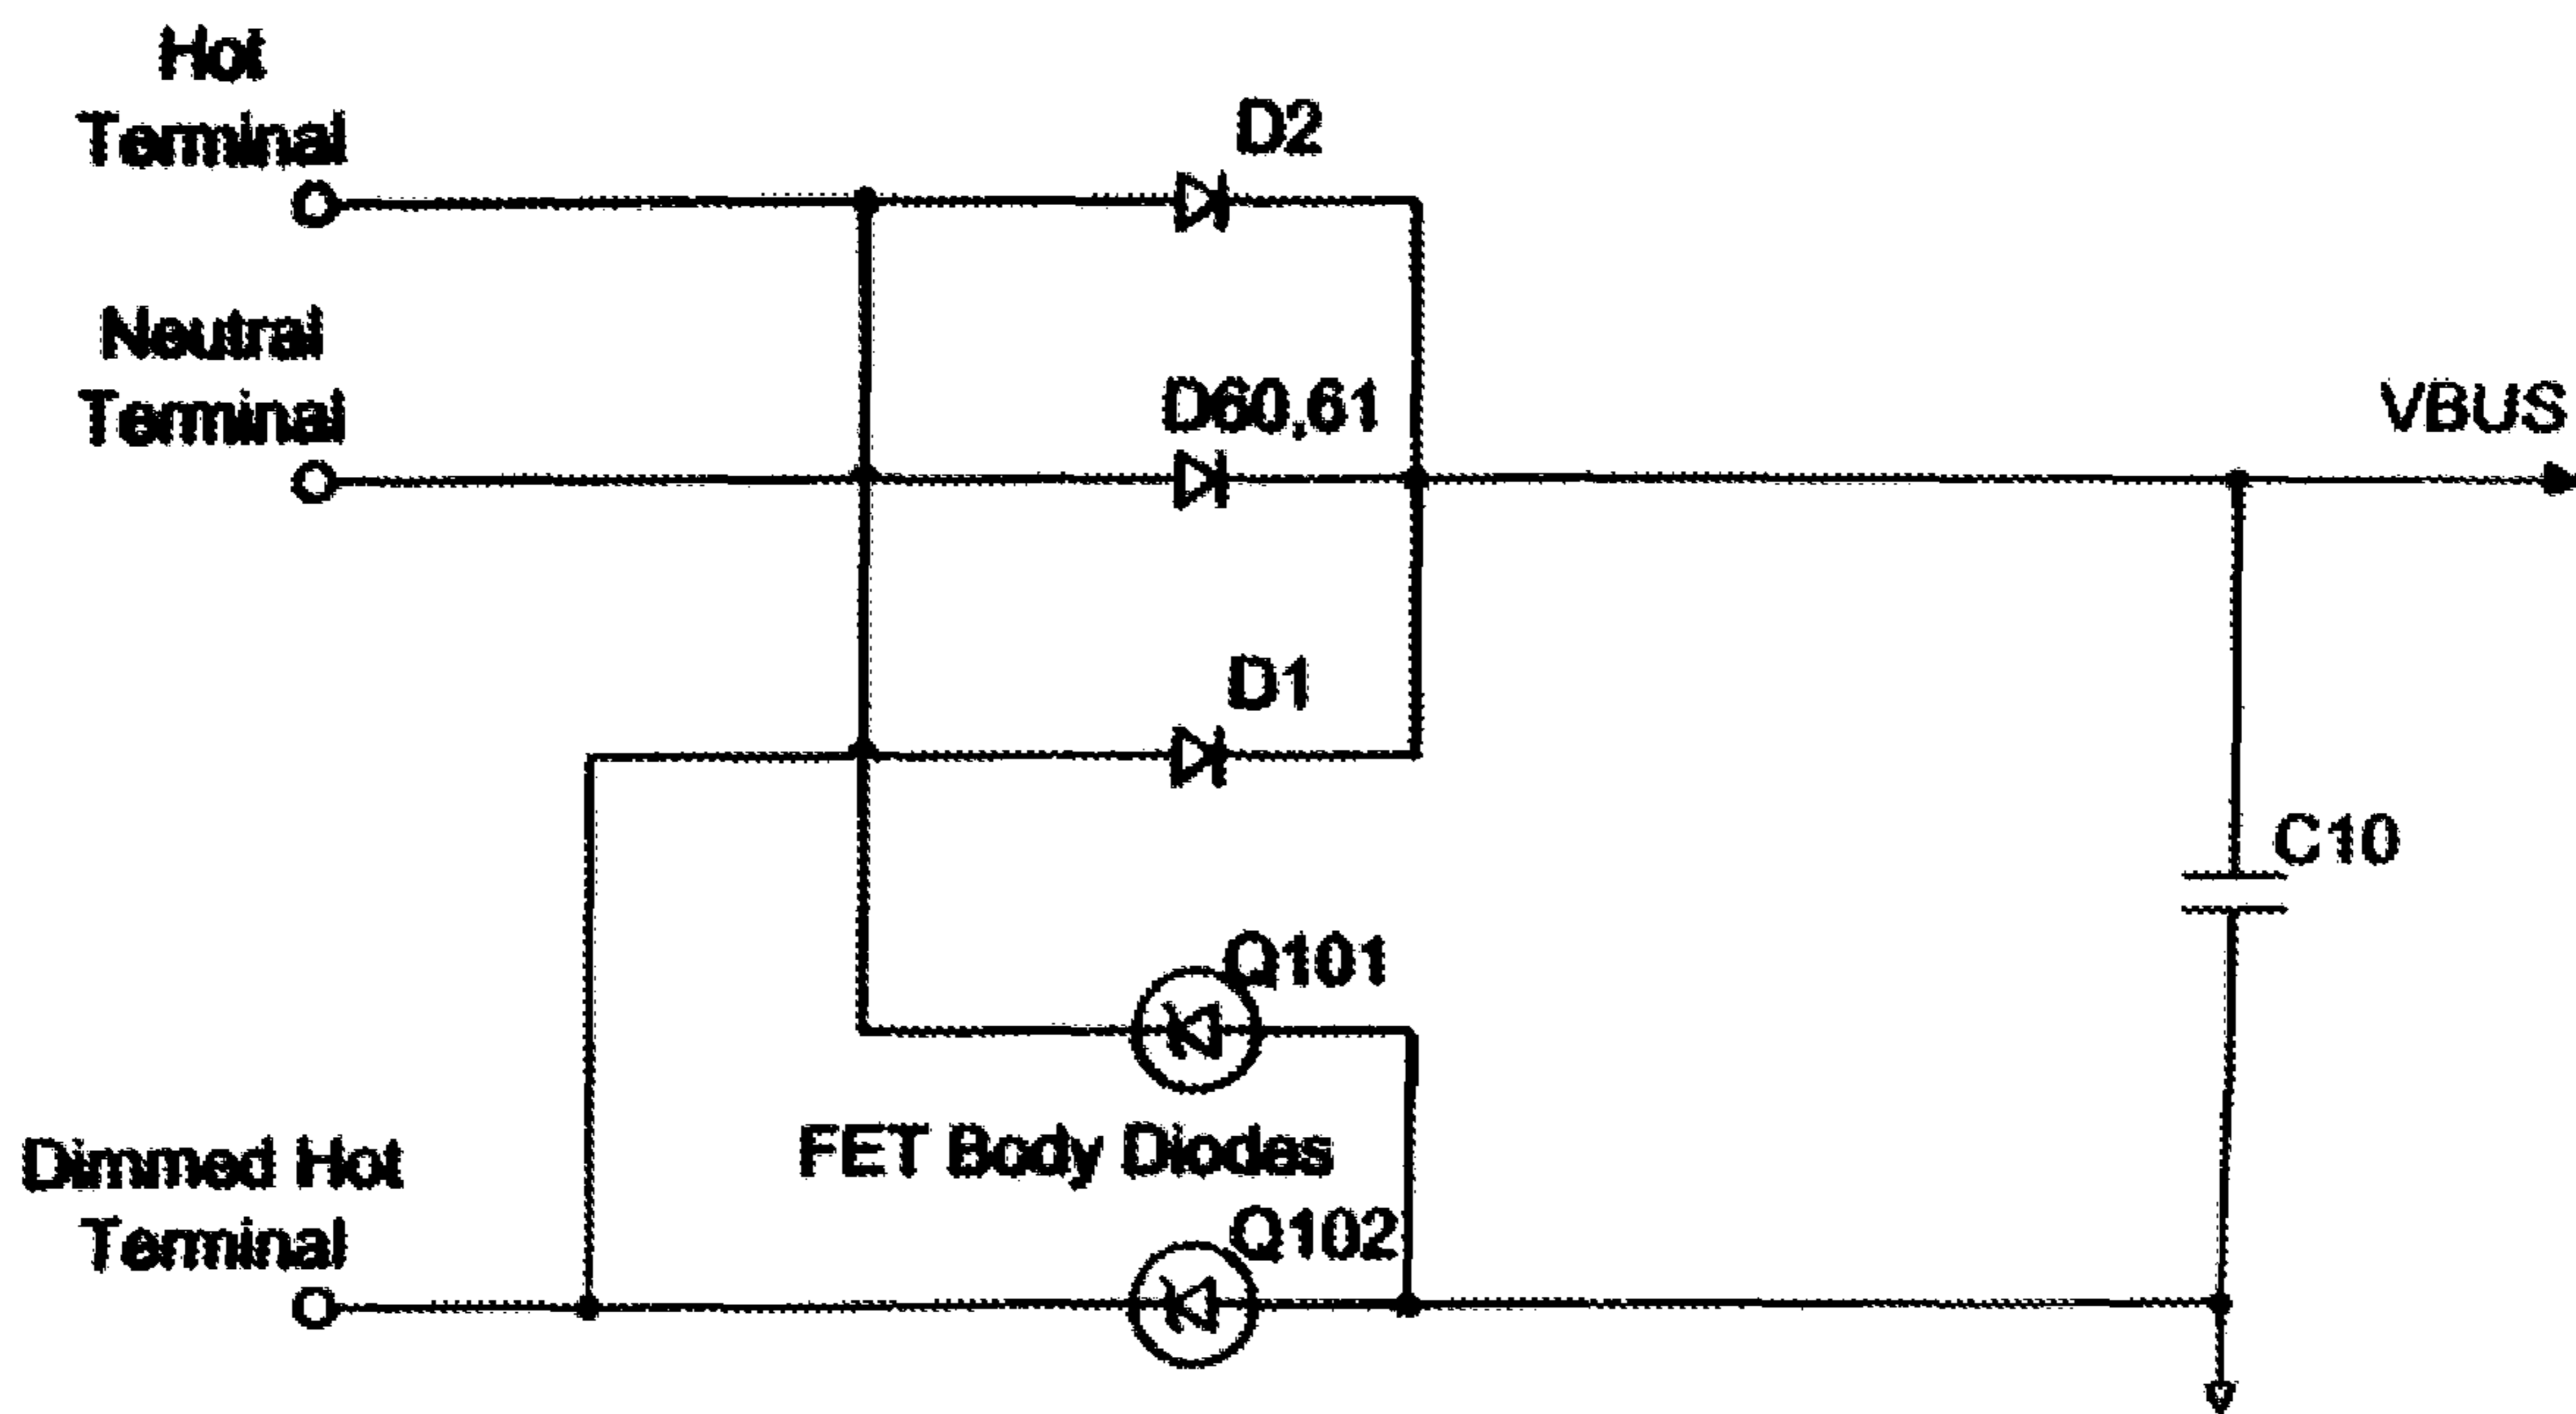 Hot
Terminal
D2
Neutral
Terminal
D60,61
VBUS
D1
C10
Q101
FET Body Diodes
Dimmed Hot
Terminal
Q102